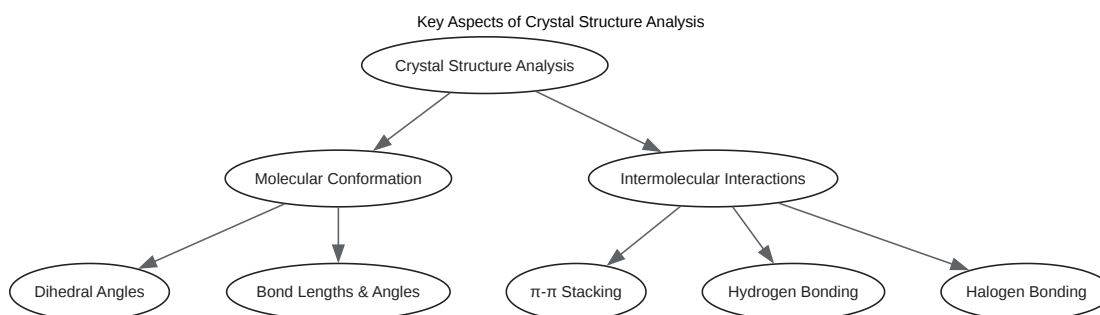 Key Aspects of Crystal Structure Analysis
Crystal Structure Analysis
Molecular Conformation
Intermolecular Interactions
Dihedral Angles
Bond Lengths & Angles
π-π Stacking
Hydrogen Bonding
Halogen Bonding